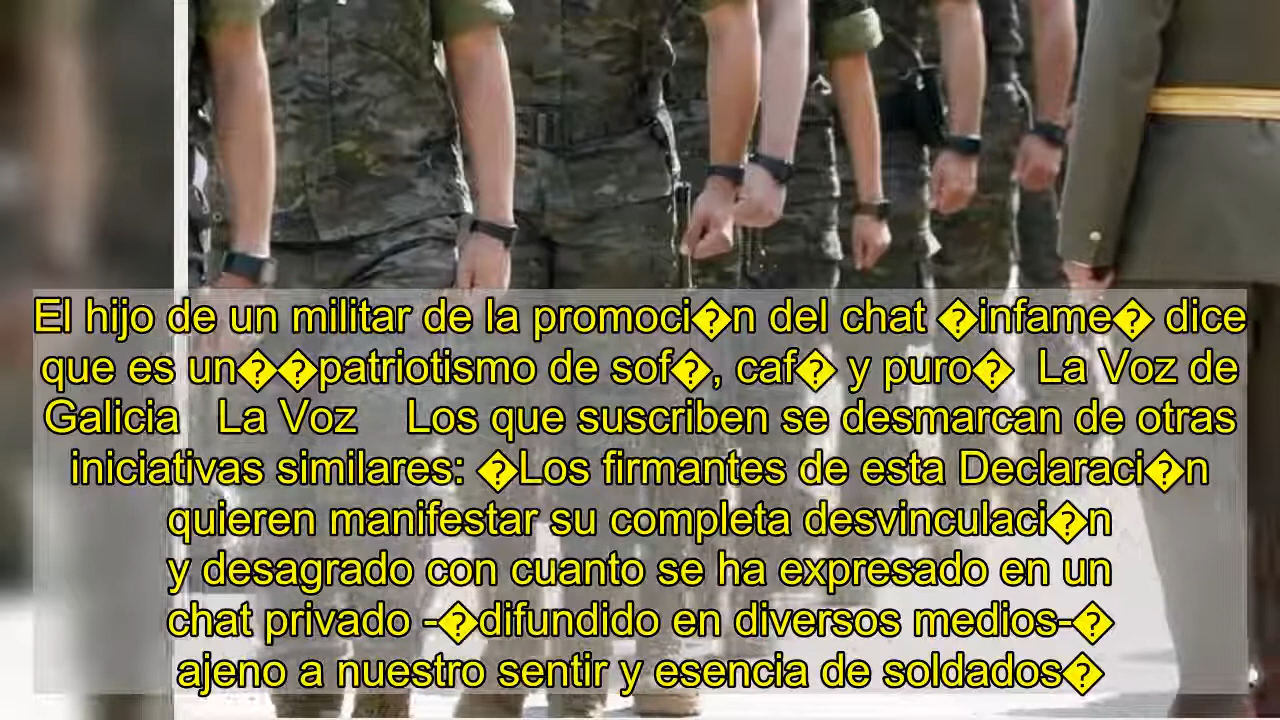 El hijo de un militar de la promoci�n del chat �infame� dice
que es un��patriotismo de sof�, caf� y puro�  La Voz de
Galicia   La Voz    Los que suscriben se desmarcan de otras
iniciativas similares: �Los firmantes de esta Declaraci�n
quieren manifestar su completa desvinculaci�n
y desagrado con cuanto se ha expresado en un
chat privado -�difundido en diversos medios-�
ajeno a nuestro sentir y esencia de soldados�